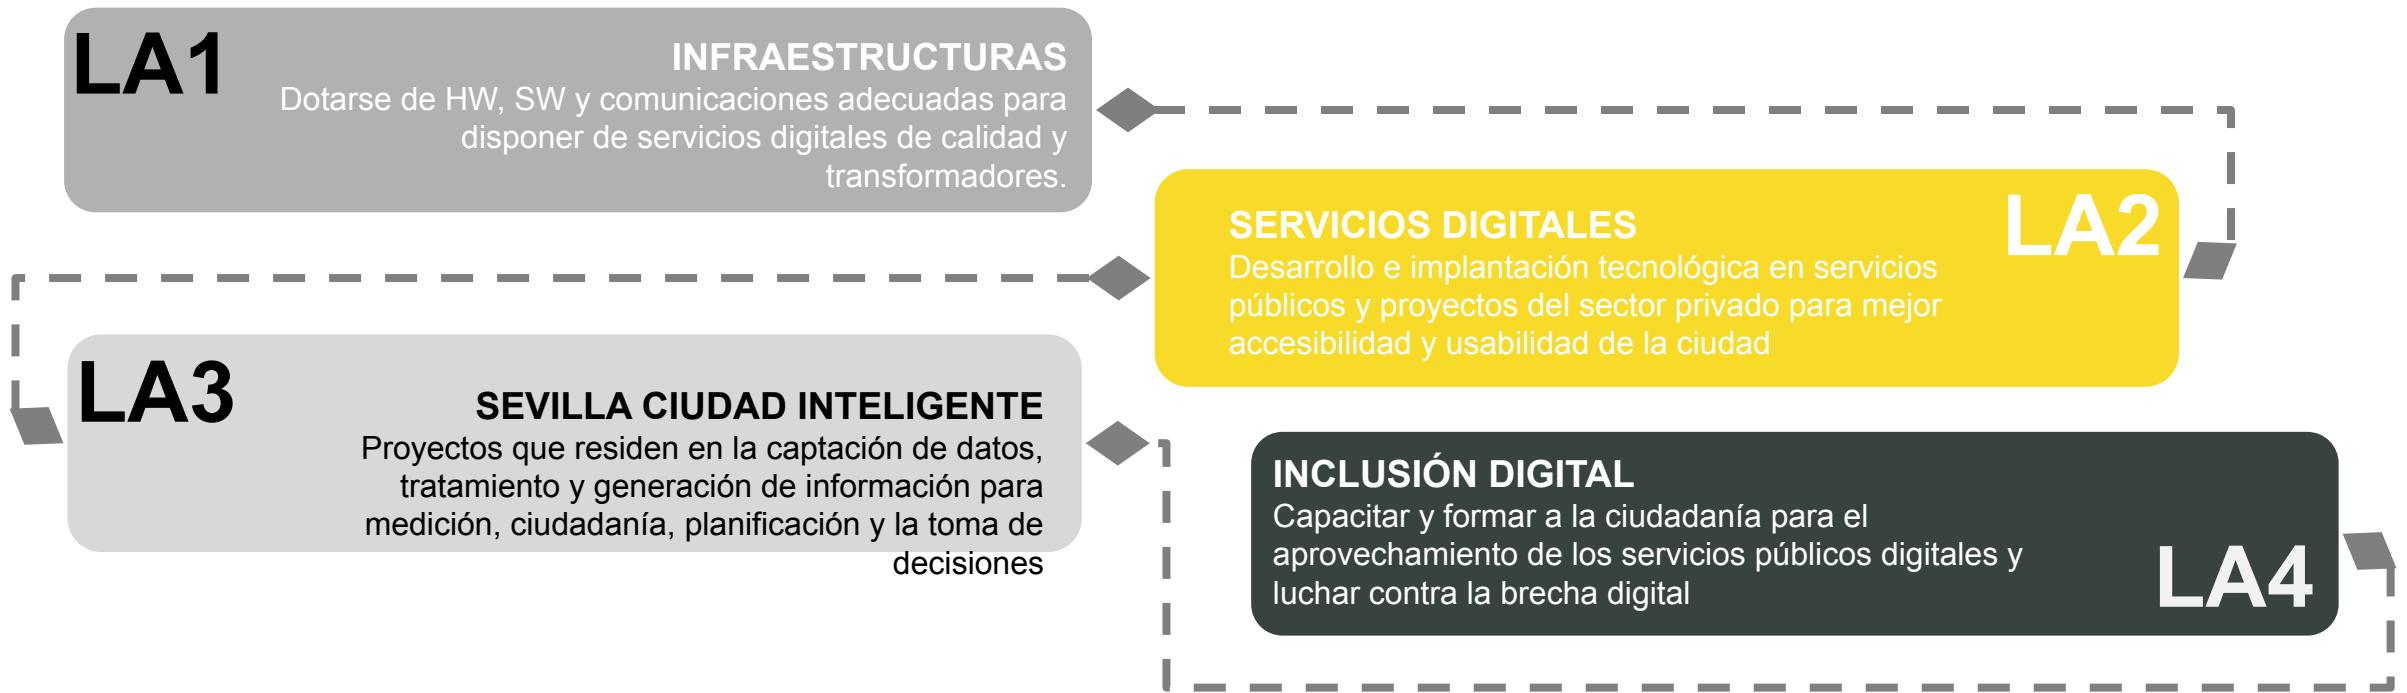 LA1
INFRAESTRUCTURAS
Dotarse de HW, SW y comunicaciones adecuadas para
disponer de servicios digitales de calidad y
transformadores.
LA2
SERVICIOS DIGITALES
Desarrollo e implantación tecnológica en servicios
públicos y proyectos del sector privado para mejor
accesibilidad y usabilidad de la ciudad
LA3
SEVILLA CIUDAD INTELIGENTE
Proyectos que residen en la captación de datos,
tratamiento y generación de información para
medición, ciudadanía, planificación y la toma de
decisiones
INCLUSIÓN DIGITAL
Capacitar y formar a la ciudadanía para el
aprovechamiento de los servicios públicos digitales y
luchar contra la brecha digital
LA4